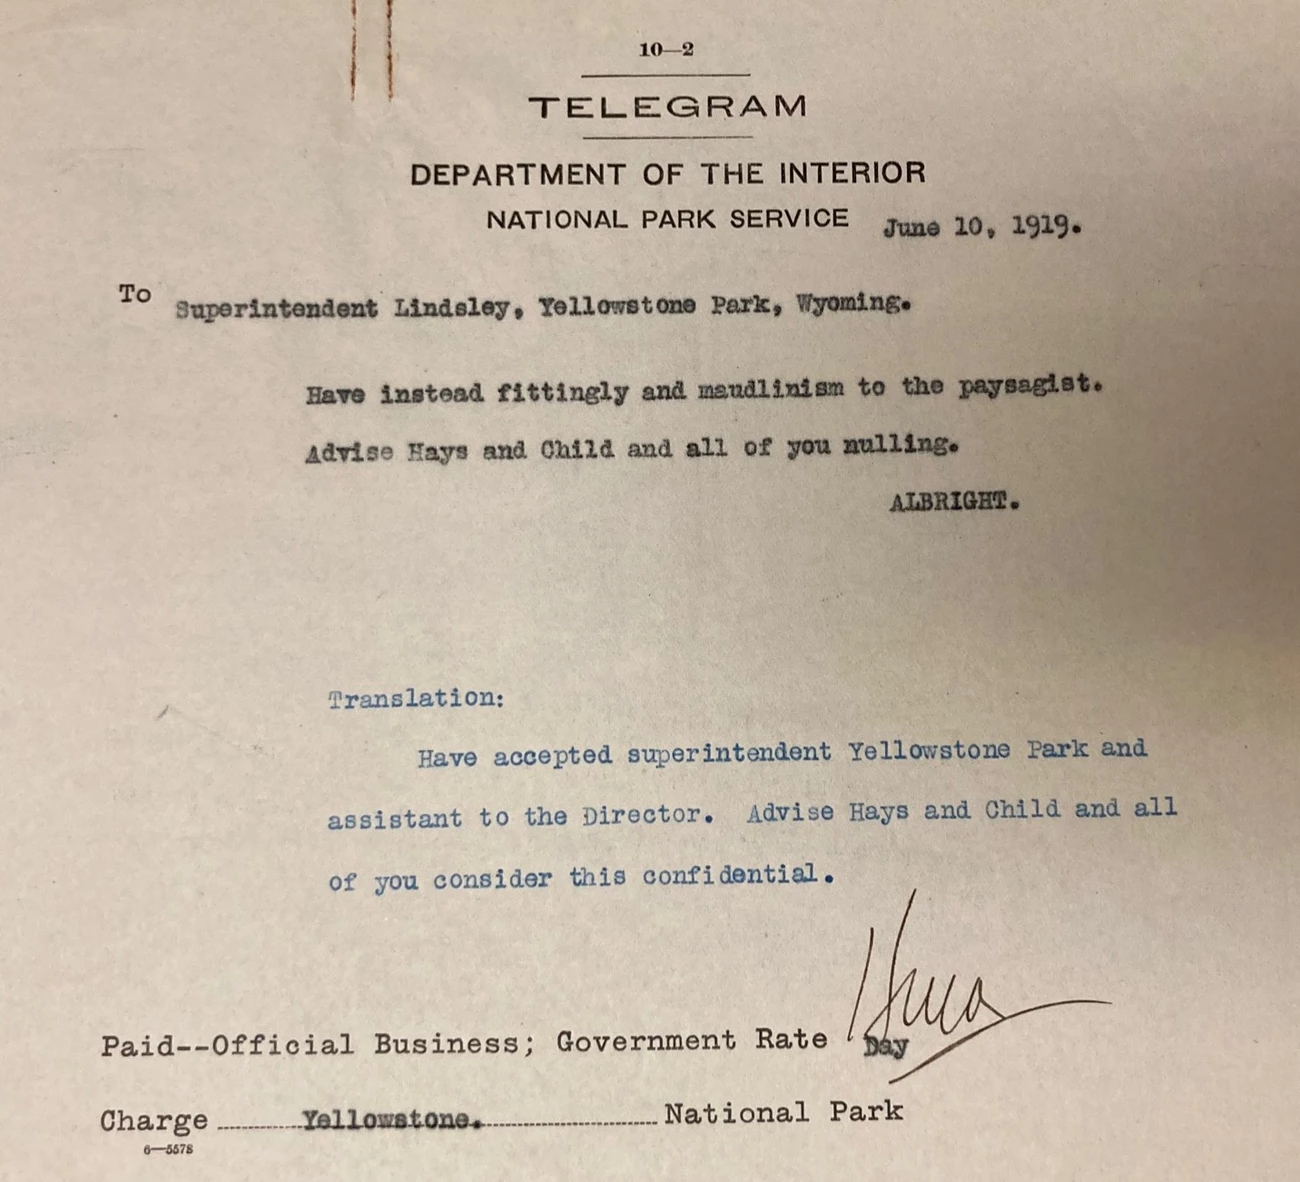 10—2
TELEGRAM
DEPARTMENT OF THE INTERIOR
NATIONAL PARK SERVICE June 10, 1919.
To Superintendent Lindsley, Yellowstone Park, Wyoming.
Have instead fittingly and maudlinism to the paysagist.
Advise Hays and Child and all of you nulling.
ALBRIGHT.
Translation:
Have accepted superintendent Yellowstone Park and
assistant to the Director. Advise Hays and Child and all
of you consider this confidential.
Paid--Official Business; Government Rate Day
Charge Yellowstone. National Park
6—5578